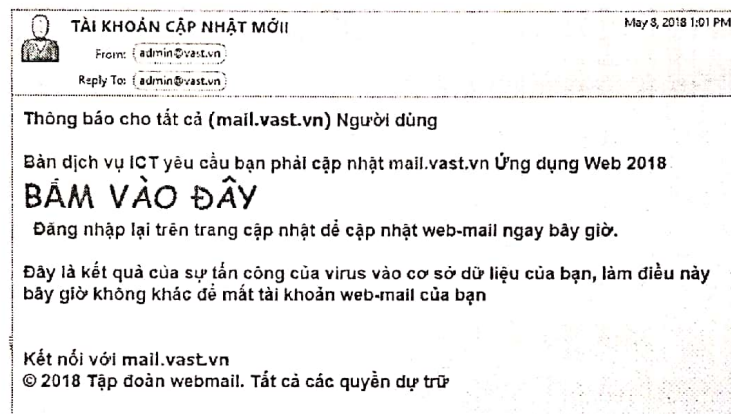 TÀI KHOẢN CẬP NHẬT MỚI!
May 8, 2018 1:01 PM
From: admin@vast.vn
Reply To: admin@vast.vn
Thông báo cho tất cả (mail.vast.vn) Người dùng
Bàn dịch vụ ICT yêu cầu bạn phải cập nhật mail.vast.vn Ứng dụng Web 2018
BẤM VÀO ĐÂY
Đăng nhập lại trên trang cập nhật để cập nhật web-mail ngay bây giờ.
Đây là kết quả của sự tấn công của virus vào cơ sở dữ liệu của bạn, làm điều này
bây giờ không khác để mất tài khoản web-mail của bạn
Kết nối với mail.vast.vn
© 2018 Tập đoàn webmail. Tất cả các quyền dự trữ